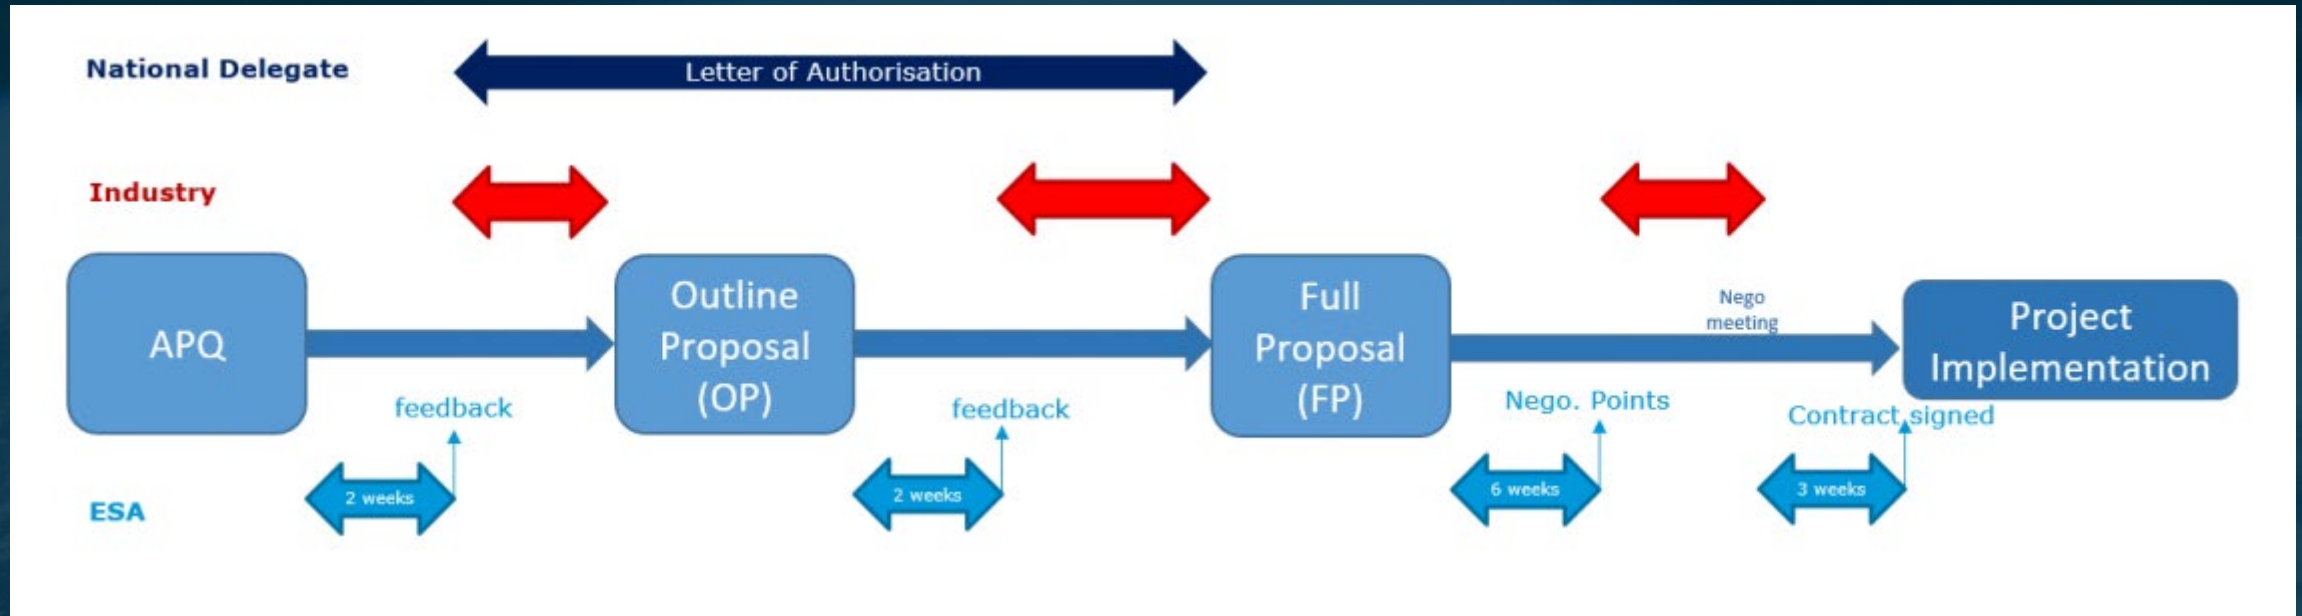 National Delegate
Letter of Authorisation
Industry
APQ
Outline
Proposal
(OP)
Full
Proposal
(FP)
Nego
meeting
Project
Implementation
feedback
feedback
Nego. Points
Contract signed
ESA
2 weeks
2 weeks
6 weeks
3 weeks